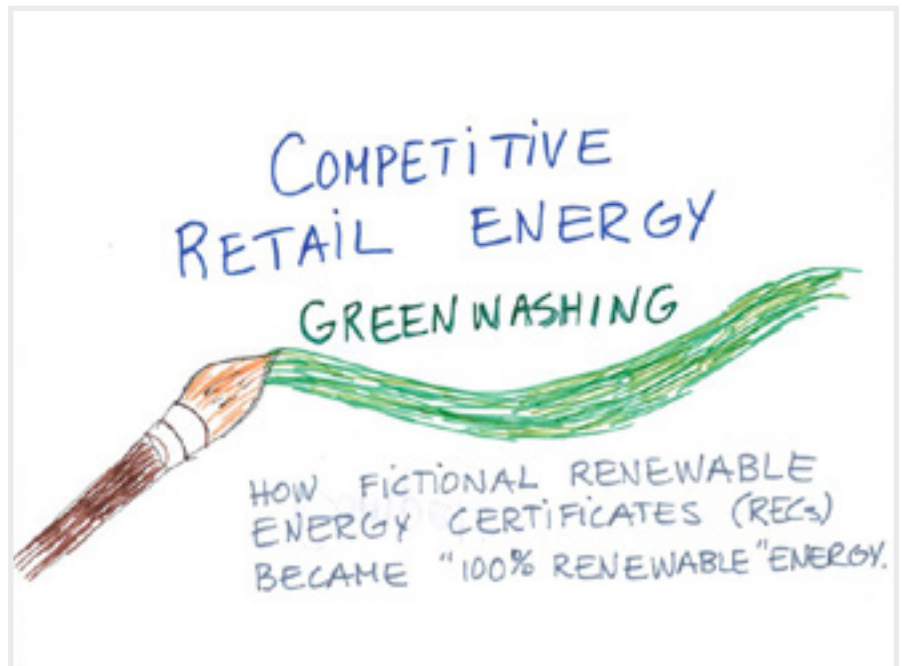 COMPETITIVE
RETAIL ENERGY
GREENWASHING
HOW FICTIONAL RENEWABLE
ENERGY CERTIFICATES (RECs)
BECAME "100% RENEWABLE" ENERGY.